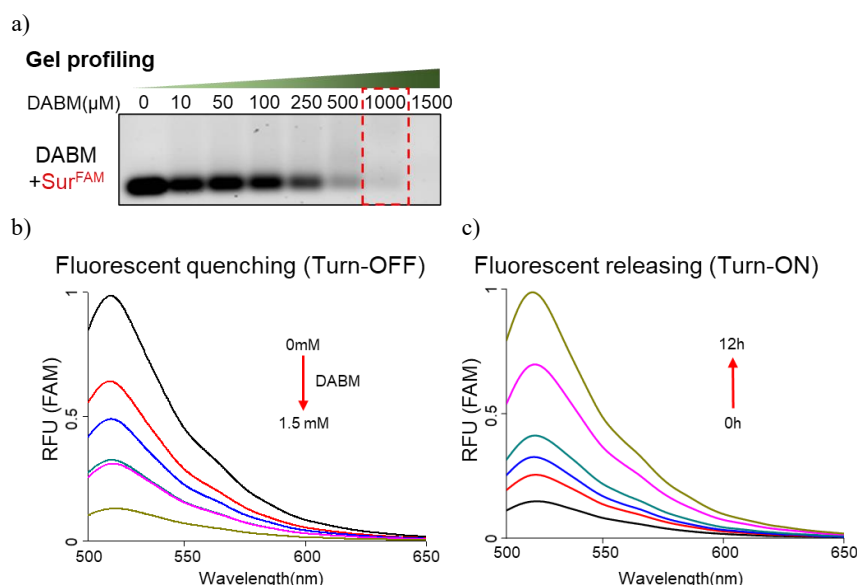 a)
Gel profiling
DABM(μM) 0 10 50 100 250 500 1000 1500
DABM
+Sur^FAM
b)
Fluorescent quenching (Turn-OFF)
1
0.5
0
RFU (FAM)
0mM
DABM
1.5 mM
500 550 600 650
Wavelength(nm)
c)
Fluorescent releasing (Turn-ON)
1
0.5
0
RFU (FAM)
12h
0h
500 550 600 650
Wavelength(nm)